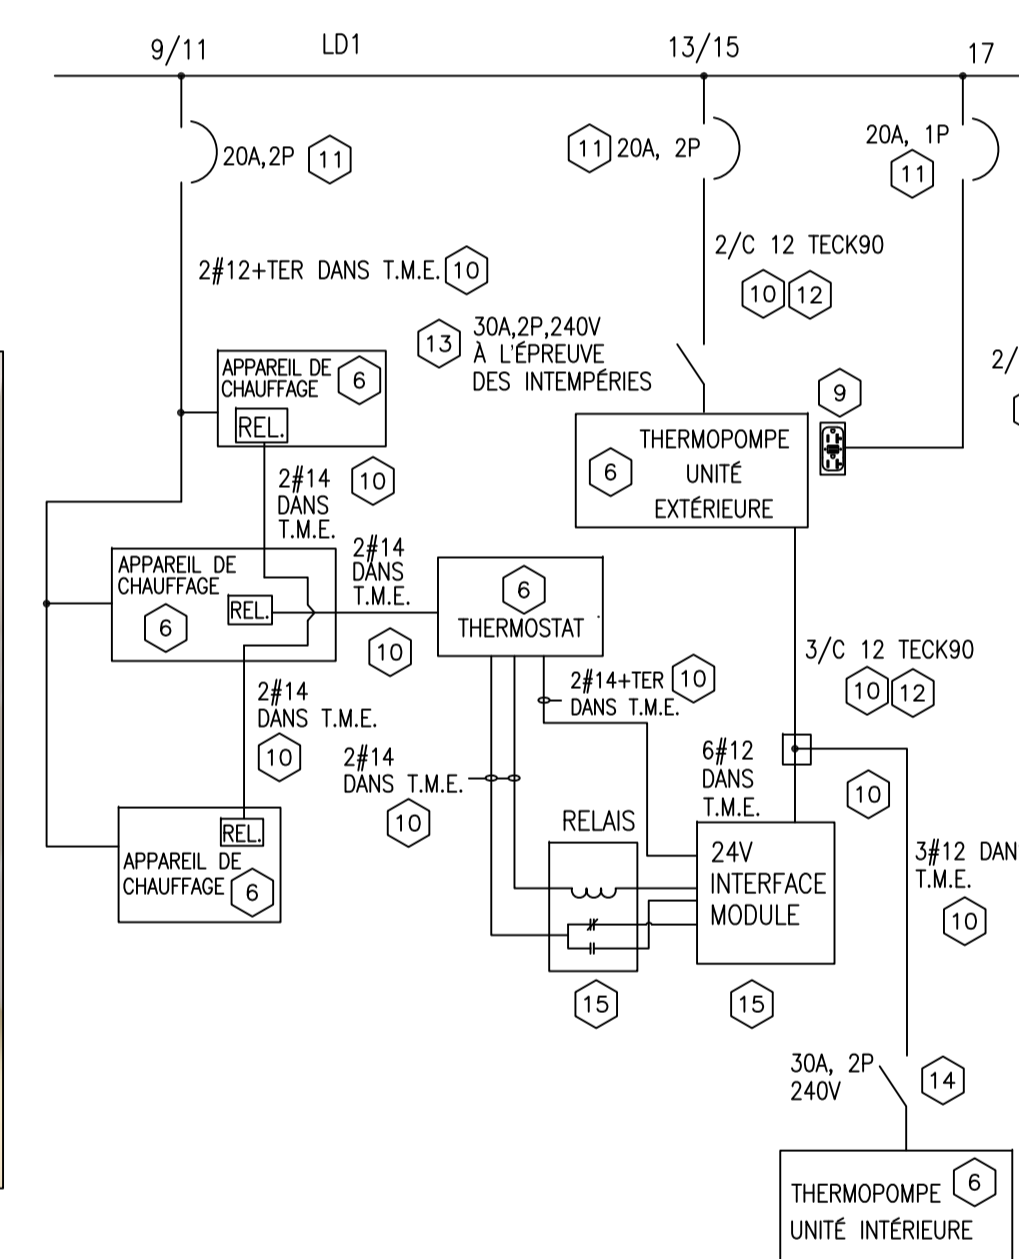 9/11
LD1
13/15
17
20A,2P
11
11
20A, 2P
20A, 1P
11
2#12+TER DANS T.M.E.
10
2/C 12 TECK90
10
12
13
30A,2P,240V
À L'ÉPREUVE
DES INTEMPÉRIES
2/
9
APPAREIL DE
CHAUFFAGE
6
REL.
THERMOPOMPE
UNITÉ
EXTÉRIEURE
6
2#14
DANS
T.M.E.
10
APPAREIL DE
CHAUFFAGE
6
REL.
2#14
DANS
T.M.E.
10
6
THERMOSTAT
3/C 12 TECK90
10
12
2#14+TER
DANS T.M.E.
10
2#14
DANS T.M.E.
10
2#14
DANS T.M.E.
10
6#12
DANS
T.M.E.
10
RELAIS
REL.
APPAREIL DE
CHAUFFAGE
6
24V
INTERFACE
MODULE
3#12 DAN
T.M.E.
10
15
15
30A, 2P
240V
14
THERMOPOMPE
UNITÉ INTÉRIEURE
6